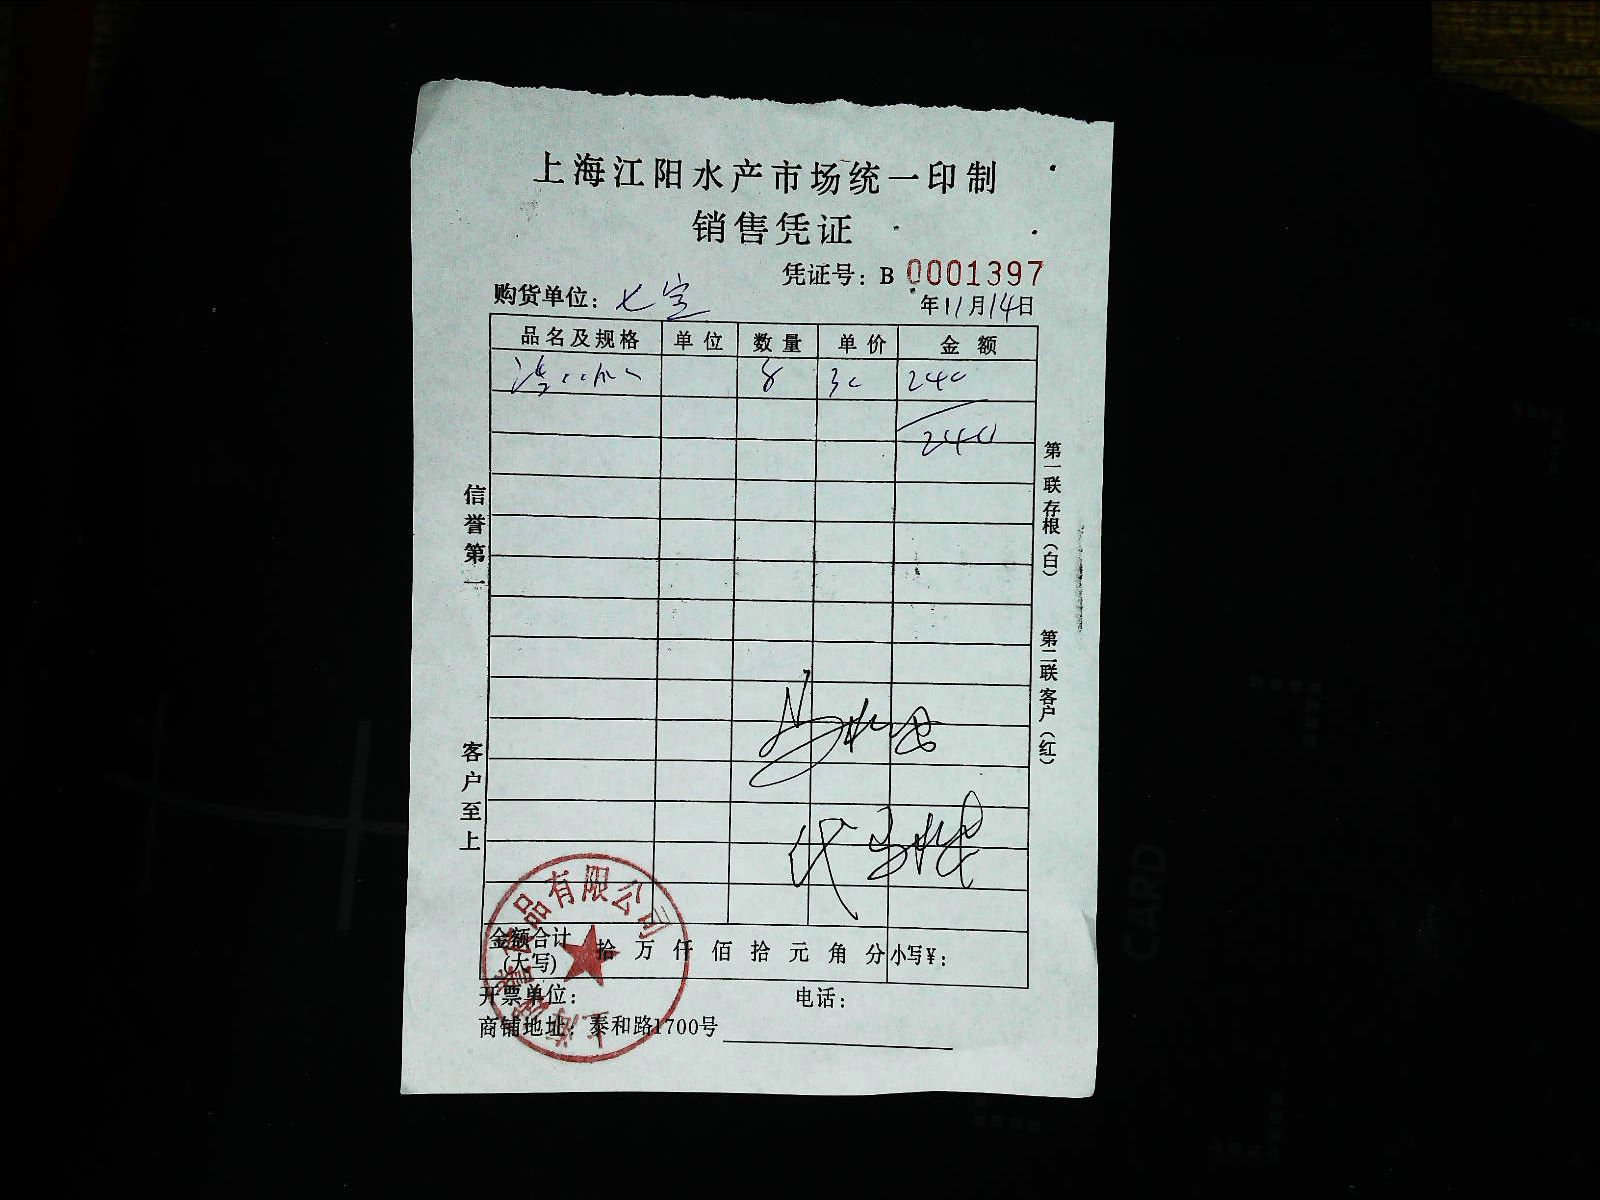 上海江阳水产市场统一印制
销售凭证
凭证号：B 0001397
购货单位：七宝
年11月14日
品名及规格 单位 数量 单价 金额
8 30 240
240
信誉第一
客户至上
第一联存根（白）
第二联客户（红）
金额合计（大写） 拾 万 仟 佰 拾 元 角 分 小写¥：
开票单位： 电话：
商铺地址：泰和路1700号
品有限公司
上海